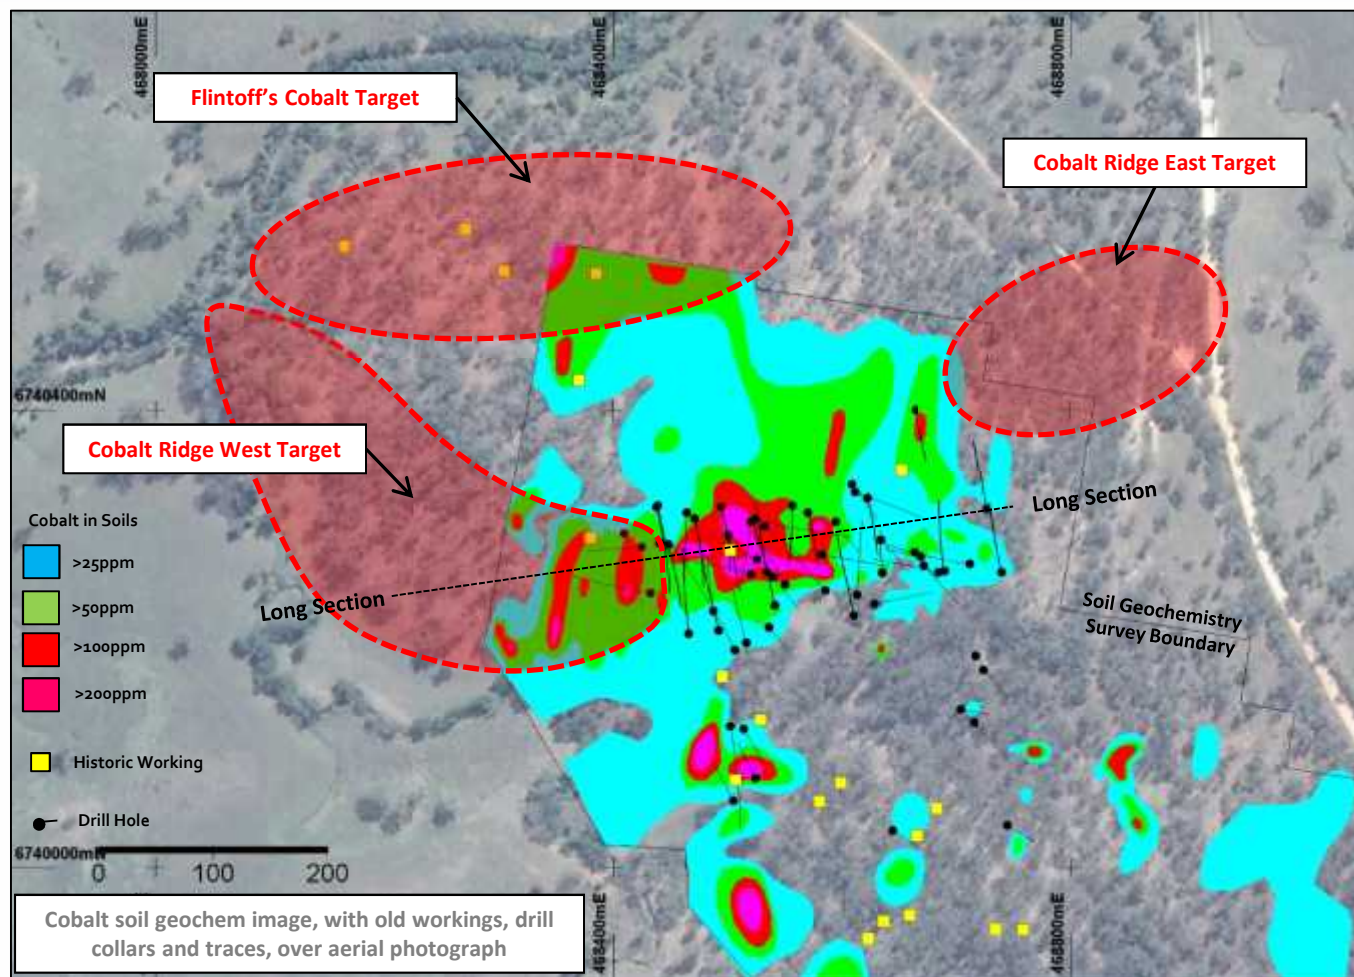 468000mE
468400mE
468800mE
Flintoff's Cobalt Target
Cobalt Ridge East Target
6740400mN
Cobalt Ridge West Target
Long Section
Cobalt in Soils
>25ppm
>50ppm
>100ppm
>200ppm
Long Section
Soil Geochemistry
Survey Boundary
Historic Working
Drill Hole
6740000mN
0 100 200
Cobalt soil geochem image, with old workings, drill
collars and traces, over aerial photograph
468400mE
468800mE